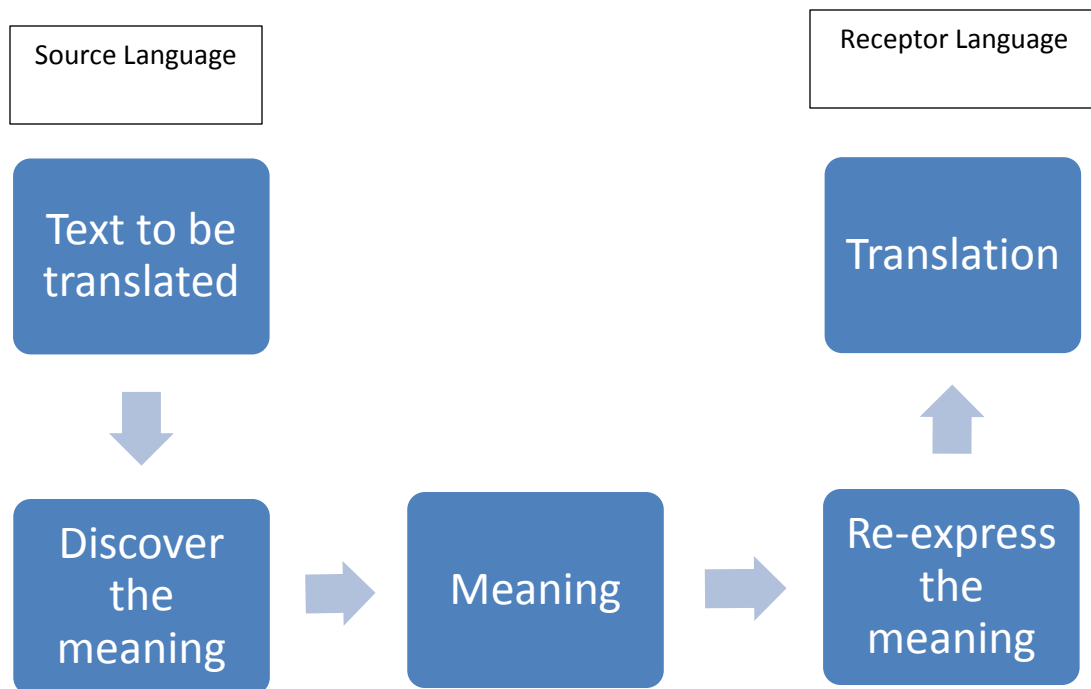 Source Language
Receptor Language
Text to be
translated
Translation
Discover
the
meaning
Meaning
Re-express
the
meaning